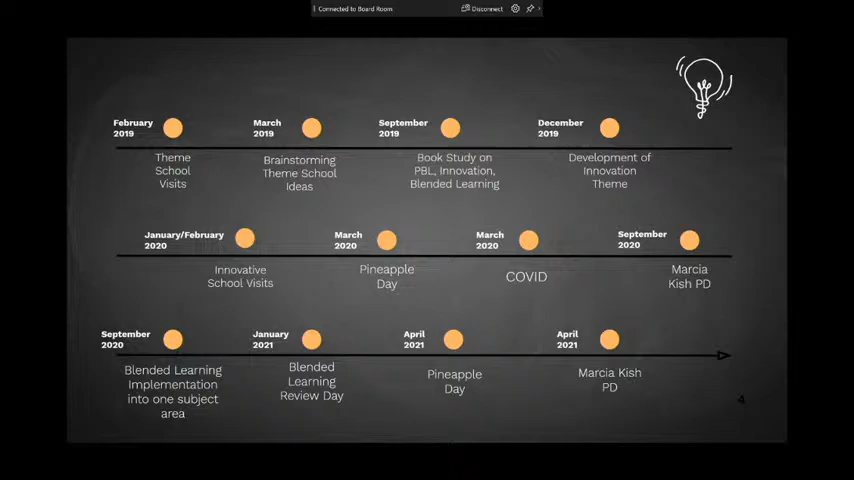 Connected to Board Room
Disconnect
February
2019
March
2019
September
2019
December
2019
Theme
School
Visits
Brainstorming
Theme School
Ideas
Book Study on
PBL, Innovation,
Blended Learning
Development of
Innovation
Theme
January/February
2020
March
2020
March
2020
September
2020
Innovative
School Visits
Pineapple
Day
COVID
Marcia
Kish PD
September
2020
January
2021
April
2021
April
2021
Blended Learning
Implementation
into one subject
area
Blended
Learning
Review Day
Pineapple
Day
Marcia Kish
PD
4